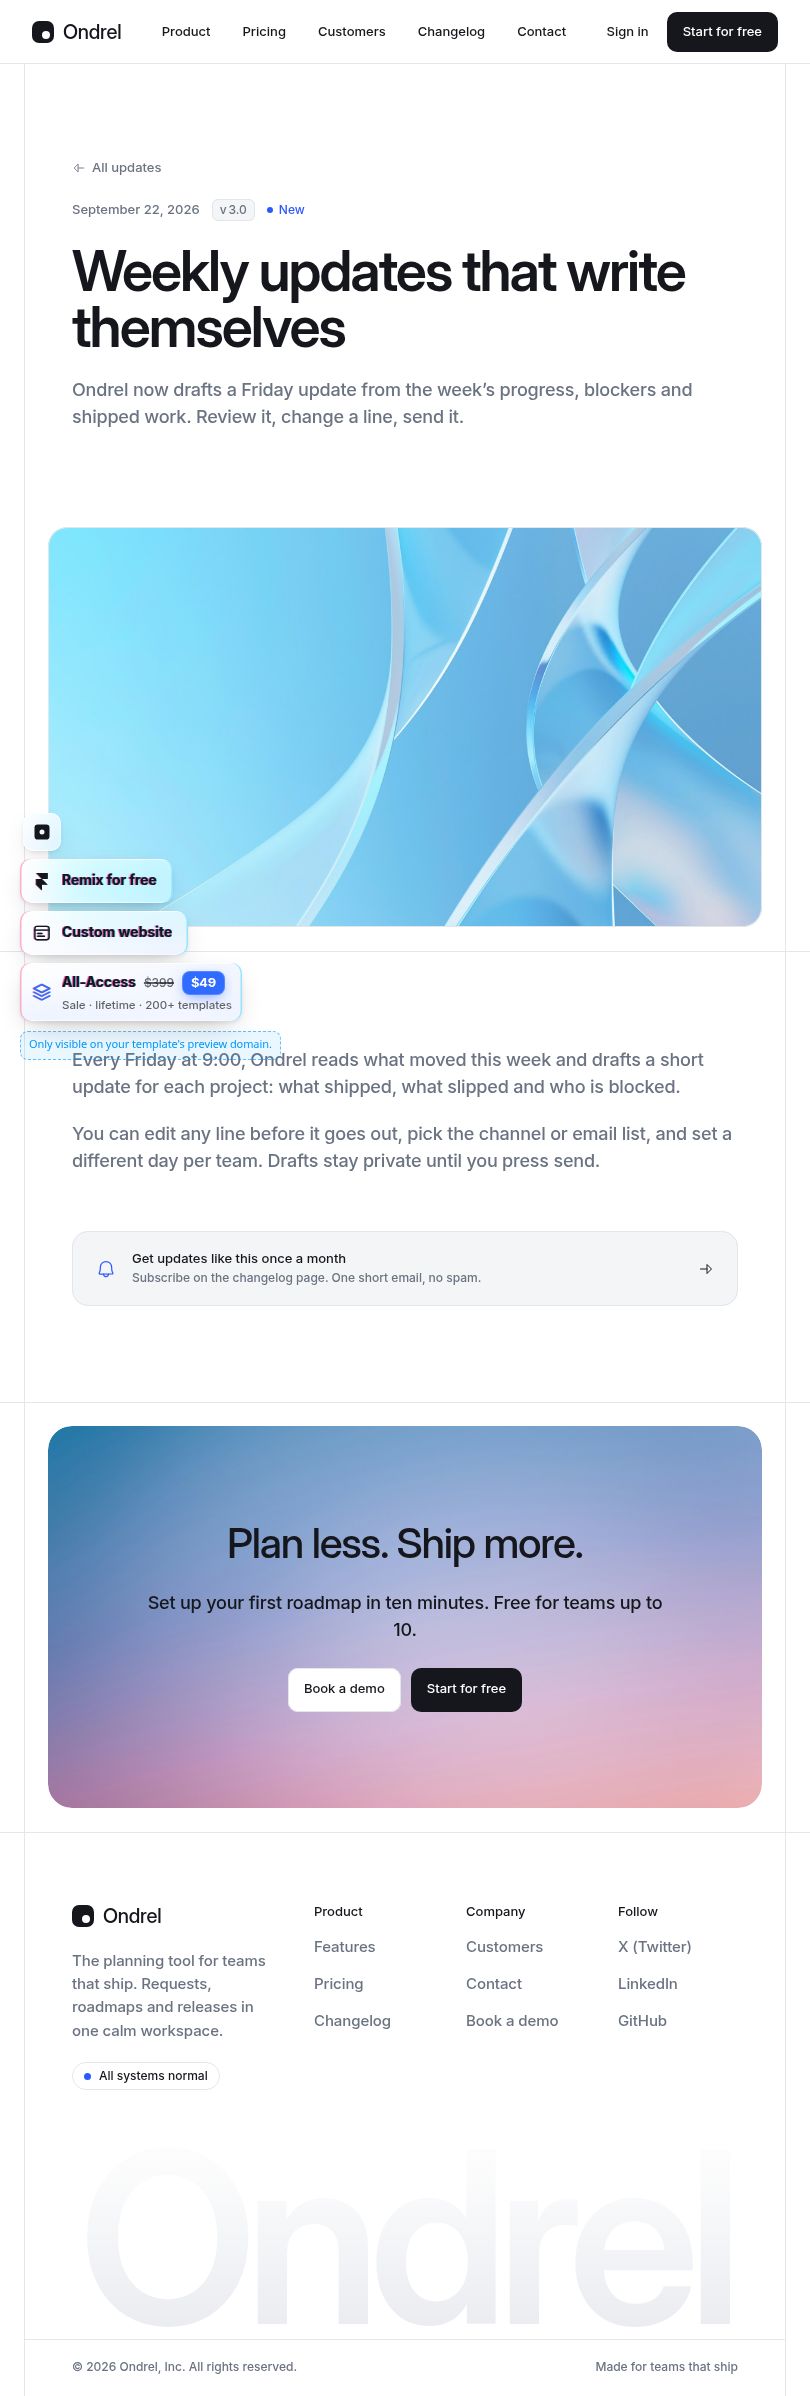 Ondrel
Product
Pricing
Customers
Changelog
Contact
Sign in
Start for free
All updates
September 22, 2026
v3.0
New
Weekly updates that write
themselves
Ondrel now drafts a Friday update from the week’s progress, blockers and
shipped work. Review it, change a line, send it.
Remix for free
Custom website
All-Access $399 $49
Sale · lifetime · 200+ templates
Only visible on your template's preview domain.
Every Friday at 9:00, Ondrel reads what moved this week and drafts a short
update for each project: what shipped, what slipped and who is blocked.
You can edit any line before it goes out, pick the channel or email list, and set a
different day per team. Drafts stay private until you press send.
Get updates like this once a month
Subscribe on the changelog page. One short email, no spam.
Plan less. Ship more.
Set up your first roadmap in ten minutes. Free for teams up to
10.
Book a demo
Start for free
Ondrel
The planning tool for teams
that ship. Requests,
roadmaps and releases in
one calm workspace.
All systems normal
Product
Features
Pricing
Changelog
Company
Customers
Contact
Book a demo
Follow
X (Twitter)
LinkedIn
GitHub
Ondrel
© 2026 Ondrel, Inc. All rights reserved.
Made for teams that ship